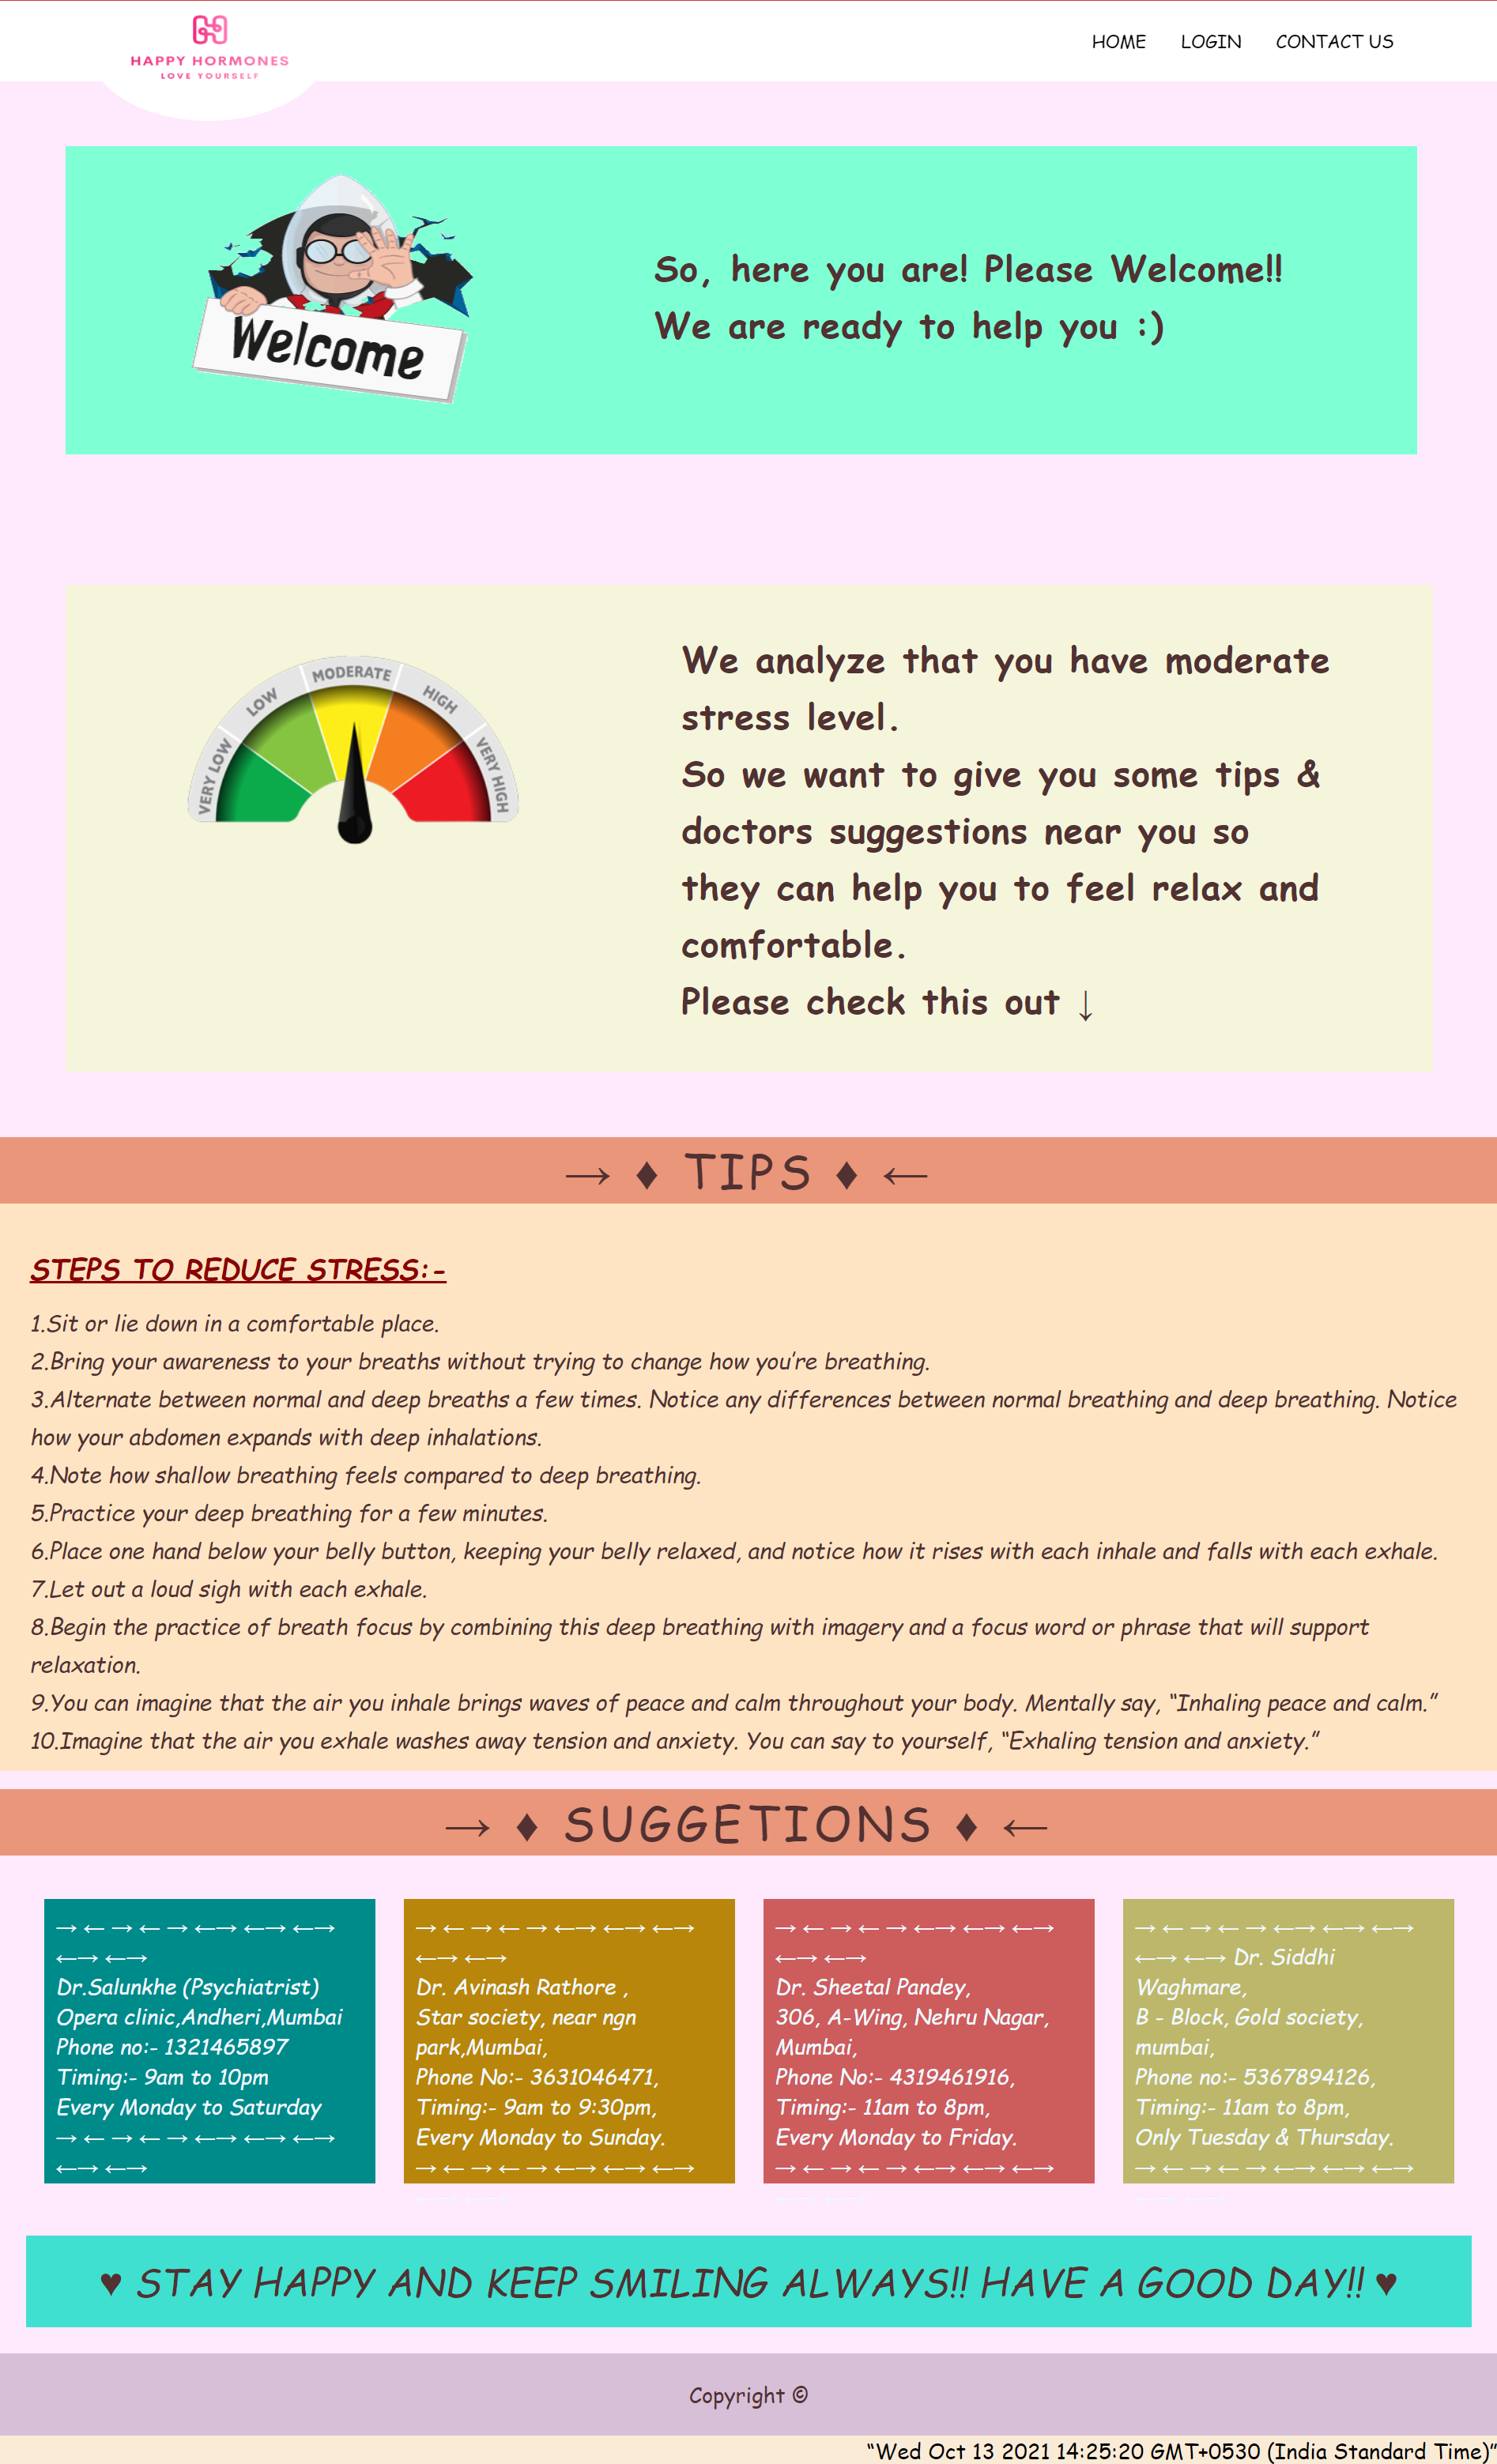 HAPPY HORMONES
LOVE YOURSELF
HOME LOGIN CONTACT US
Welcome
So, here you are! Please Welcome!!
We are ready to help you :)
VERY LOW LOW MODERATE HIGH VERY HIGH
We analyze that you have moderate
stress level.
So we want to give you some tips &
doctors suggestions near you so
they can help you to feel relax and
comfortable.
Please check this out ↓
→ ♦ TIPS ♦ ←
STEPS TO REDUCE STRESS:-
1.Sit or lie down in a comfortable place.
2.Bring your awareness to your breaths without trying to change how you’re breathing.
3.Alternate between normal and deep breaths a few times. Notice any differences between normal breathing and deep breathing. Notice
how your abdomen expands with deep inhalations.
4.Note how shallow breathing feels compared to deep breathing.
5.Practice your deep breathing for a few minutes.
6.Place one hand below your belly button, keeping your belly relaxed, and notice how it rises with each inhale and falls with each exhale.
7.Let out a loud sigh with each exhale.
8.Begin the practice of breath focus by combining this deep breathing with imagery and a focus word or phrase that will support
relaxation.
9.You can imagine that the air you inhale brings waves of peace and calm throughout your body. Mentally say, “Inhaling peace and calm.”
10.Imagine that the air you exhale washes away tension and anxiety. You can say to yourself, “Exhaling tension and anxiety.”
→ ♦ SUGGETIONS ♦ ←
→ ← → ← → ←→ ←→ ←→
←→ ←→
Dr.Salunkhe (Psychiatrist)
Opera clinic,Andheri,Mumbai
Phone no:- 1321465897
Timing:- 9am to 10pm
Every Monday to Saturday
→ ← → ← → ←→ ←→ ←→
←→ ←→
→ ← → ← → ←→ ←→ ←→
←→ ←→
Dr. Avinash Rathore ,
Star society, near ngn
park,Mumbai,
Phone No:- 3631046471,
Timing:- 9am to 9:30pm,
Every Monday to Sunday.
→ ← → ← → ←→ ←→ ←→
→ ← → ← → ←→ ←→ ←→
←→ ←→
Dr. Sheetal Pandey,
306, A-Wing, Nehru Nagar,
Mumbai,
Phone No:- 4319461916,
Timing:- 11am to 8pm,
Every Monday to Friday.
→ ← → ← → ←→ ←→ ←→
→ ← → ← → ←→ ←→ ←→
←→ ←→ Dr. Siddhi
Waghmare,
B - Block, Gold society,
mumbai,
Phone no:- 5367894126,
Timing:- 11am to 8pm,
Only Tuesday & Thursday.
→ ← → ← → ←→ ←→ ←→
♥ STAY HAPPY AND KEEP SMILING ALWAYS!! HAVE A GOOD DAY!! ♥
Copyright ©
“Wed Oct 13 2021 14:25:20 GMT+0530 (India Standard Time)”